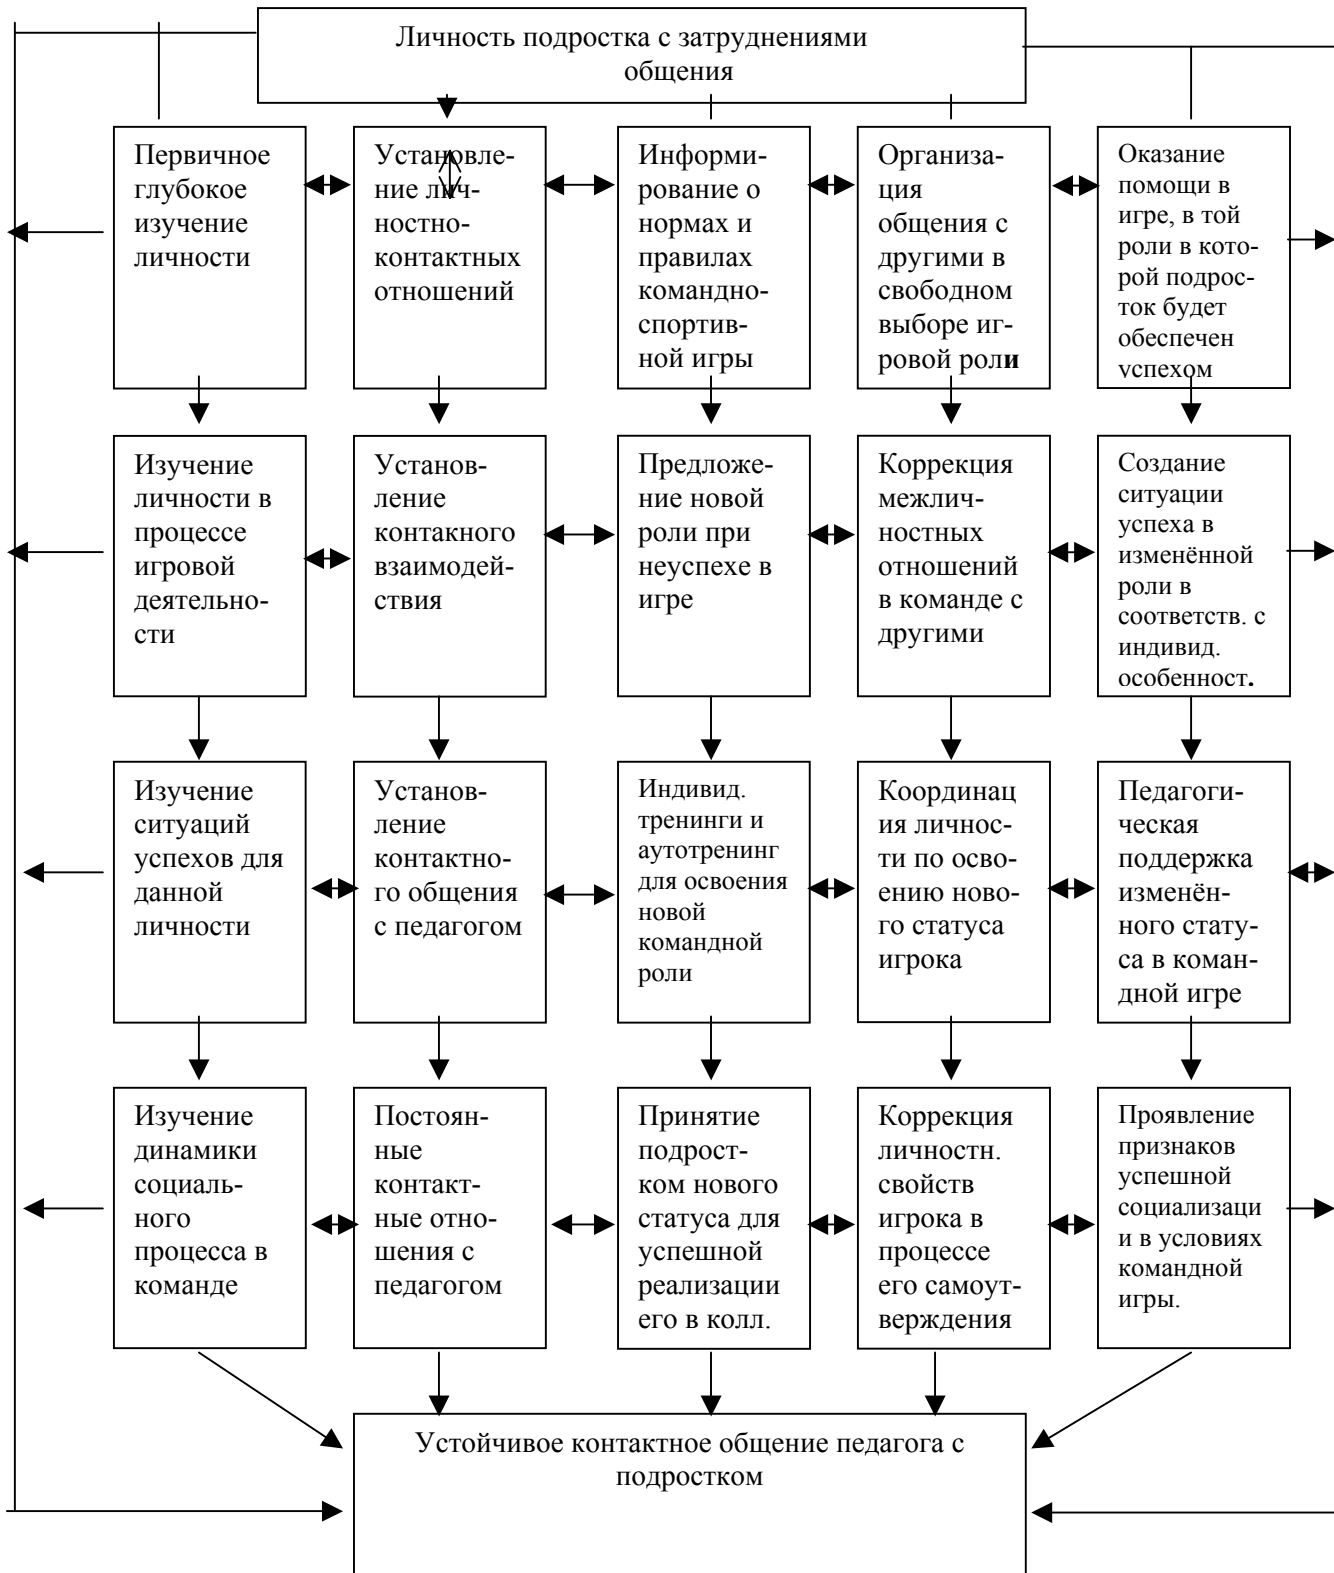 Личность подростка с затруднениями
общения
Первичное
глубокое
изучение
личности
Установле-
ние лич-
ностно-
контактных
отношений
Информи-
рование о
нормах и
правилах
командно-
спортив-
ной игры
Организа-
ция
общения с
другими в
свободном
выборе иг-
ровой роли
Оказание
помощи в
игре, в той
роли в кото-
рой подрос-
ток будет
обеспечен
успехом
Изучение
личности в
процессе
игровой
деятельно-
сти
Установ-
ление
контакного
взаимодей-
ствия
Предложе-
ние новой
роли при
неуспехе в
игре
Коррекция
межлич-
ностных
отношений
в команде с
другими
Создание
ситуации
успеха в
изменённой
роли в
соответств. с
индивид.
особенност.
Изучение
ситуаций
успехов для
данной
личности
Установ-
ление
контактно-
го общения
с педагогом
Индивид.
тренинги и
аутотренинг
для освоения
новой
командной
роли
Координац
ия личнос-
ти по осво-
ению ново-
го статуса
игрока
Педагоги-
ческая
поддержка
изменён-
ного стату-
са в коман-
дной игре
Изучение
динамики
социаль-
ного
процесса в
команде
Постоян-
ные
контакт-
ные отно-
шения с
педагогом
Принятие
подрост-
ком нового
статуса для
успешной
реализации
его в колл.
Коррекция
личностн.
свойств
игрока в
процессе
его самоут-
верждения
Проявление
признаков
успешной
социализаци
и в условиях
командной
игры.
Устойчивое контактное общение педагога с
подростком